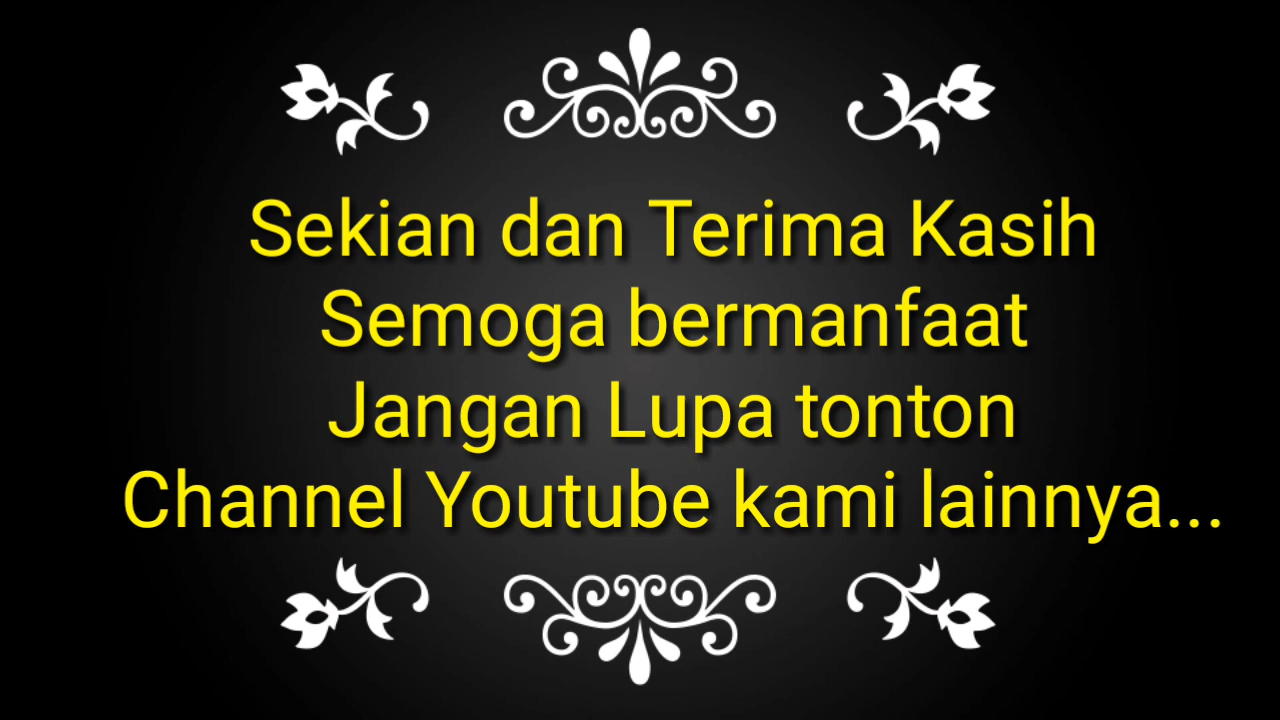 Sekian dan Terima Kasih
Semoga bermanfaat
Jangan Lupa tonton
Channel Youtube kami lainnya...